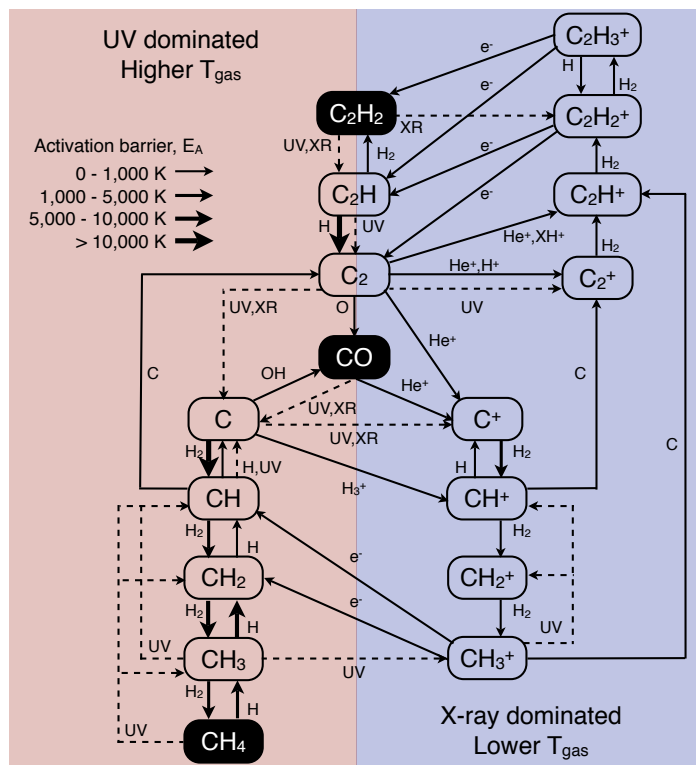 UV dominated
Higher Tgas
C₂H₃⁺
e⁻
H
H₂
e⁻
C₂H₂
XR
C₂H₂⁺
Activation barrier, EA
0 - 1,000 K
1,000 - 5,000 K
5,000 - 10,000 K
> 10,000 K
UV,XR
H₂
e⁻
H₂
C₂H
C₂H⁺
H
UV
e⁻
He⁺,XH⁺
H₂
C₂
He⁺,H⁺
C₂⁺
UV,XR
O
UV
CO
He⁺
C
OH
He⁺
C
UV,XR
C
C⁺
UV,XR
C
H₂
H,UV
H
H₂
H₃⁺
CH
CH⁺
H₂
H
e⁻
H₂
CH₂
CH₂⁺
H₂
H
e⁻
H₂
UV
UV
CH₃
UV
CH₃⁺
H₂
H
UV
CH₄
X-ray dominated
Lower Tgas